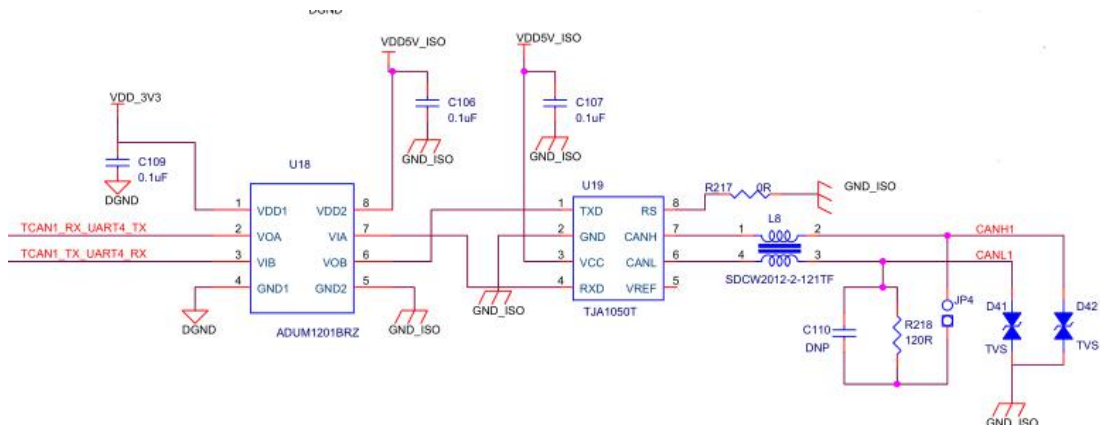 DGND
VDD5V_ISO
VDD5V_ISO
VDD_3V3
C106
0.1uF
C107
0.1uF
C109
0.1uF
GND_ISO
GND_ISO
DGND
U18
U19
R217
0R
GND_ISO
1
VDD1
VDD2
8
TCAN1_RX_UART4_TX
2
VOA
VIA
7
TCAN1_TX_UART4_RX
3
VIB
VOB
6
4
GND1
GND2
5
DGND
GND_ISO
ADUM1201BRZ
1
TXD
RS
8
2
GND
CANH
7
3
VCC
CANL
6
4
RXD
VREF
5
GND_ISO
TJA1050T
L8
1
2
CANH1
4
3
CANL1
SDCW2012-2-121TF
C110
DNP
R218
120R
JP4
D41
TVS
D42
TVS
GND_ISO